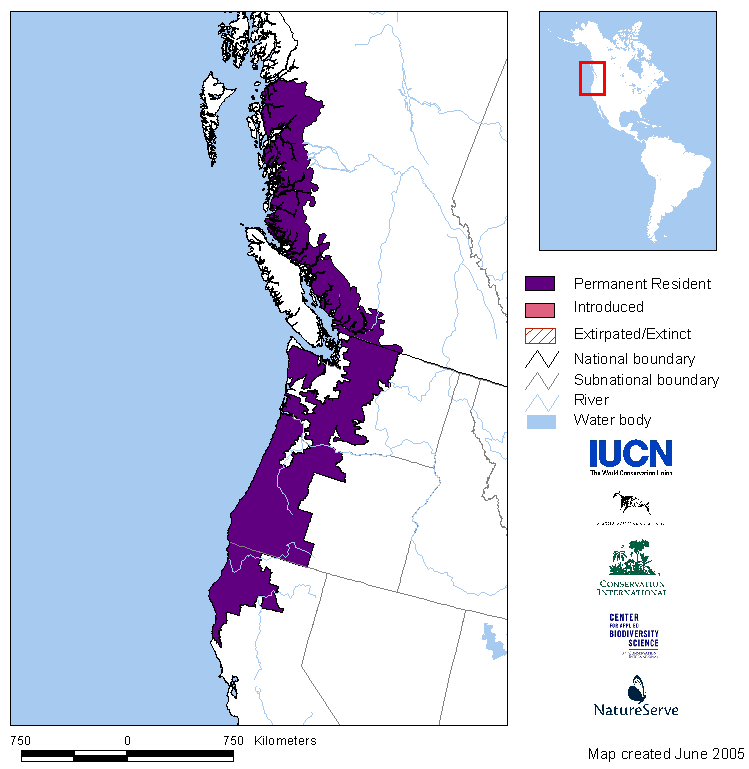 Permanent Resident
Introduced
Extirpated/Extinct
National boundary
Subnational boundary
River
Water body
IUCN
The World Conservation Union
CONSERVATION
INTERNATIONAL
CENTER
FOR APPLIED
BIODIVERSITY
SCIENCE
NatureServe
750 0 750 Kilometers
Map created June 2005